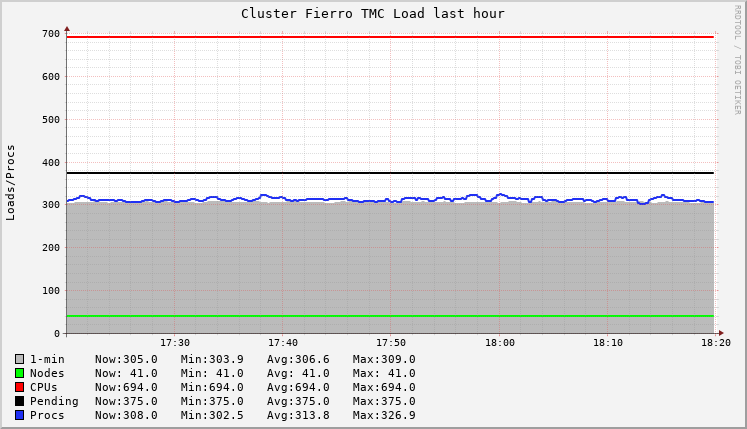 Cluster Fierro TMC Load last hour
RRDTOOL / TOBI OETIKER
Loads/Procs
700
600
500
400
300
200
100
0
17:30 17:40 17:50 18:00 18:10 18:20
1-min Now:305.0 Min:303.9 Avg:306.6 Max:309.0
Nodes Now: 41.0 Min: 41.0 Avg: 41.0 Max: 41.0
CPUs Now:694.0 Min:694.0 Avg:694.0 Max:694.0
Pending Now:375.0 Min:375.0 Avg:375.0 Max:375.0
Procs Now:308.0 Min:302.5 Avg:313.8 Max:326.9